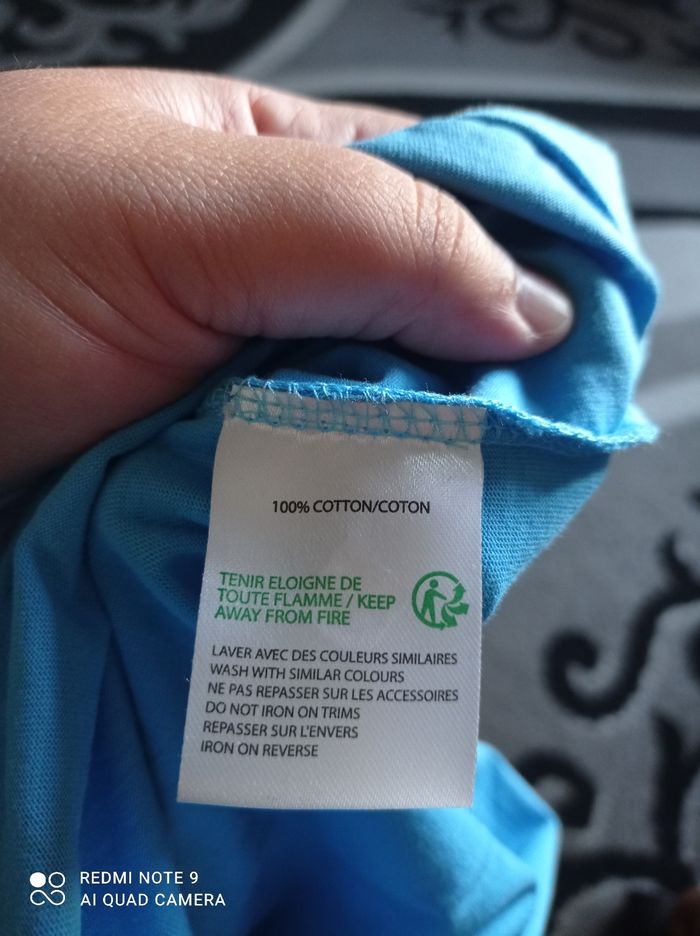 100% COTTON/COTON
TENIR ELOIGNE DE
TOUTE FLAMME / KEEP
AWAY FROM FIRE
LAVER AVEC DES COULEURS SIMILAIRES
WASH WITH SIMILAR COLOURS
NE PAS REPASSER SUR LES ACCESSOIRES
DO NOT IRON ON TRIMS
REPASSER SUR L'ENVERS
IRON ON REVERSE
REDMI NOTE 9
AI QUAD CAMERA